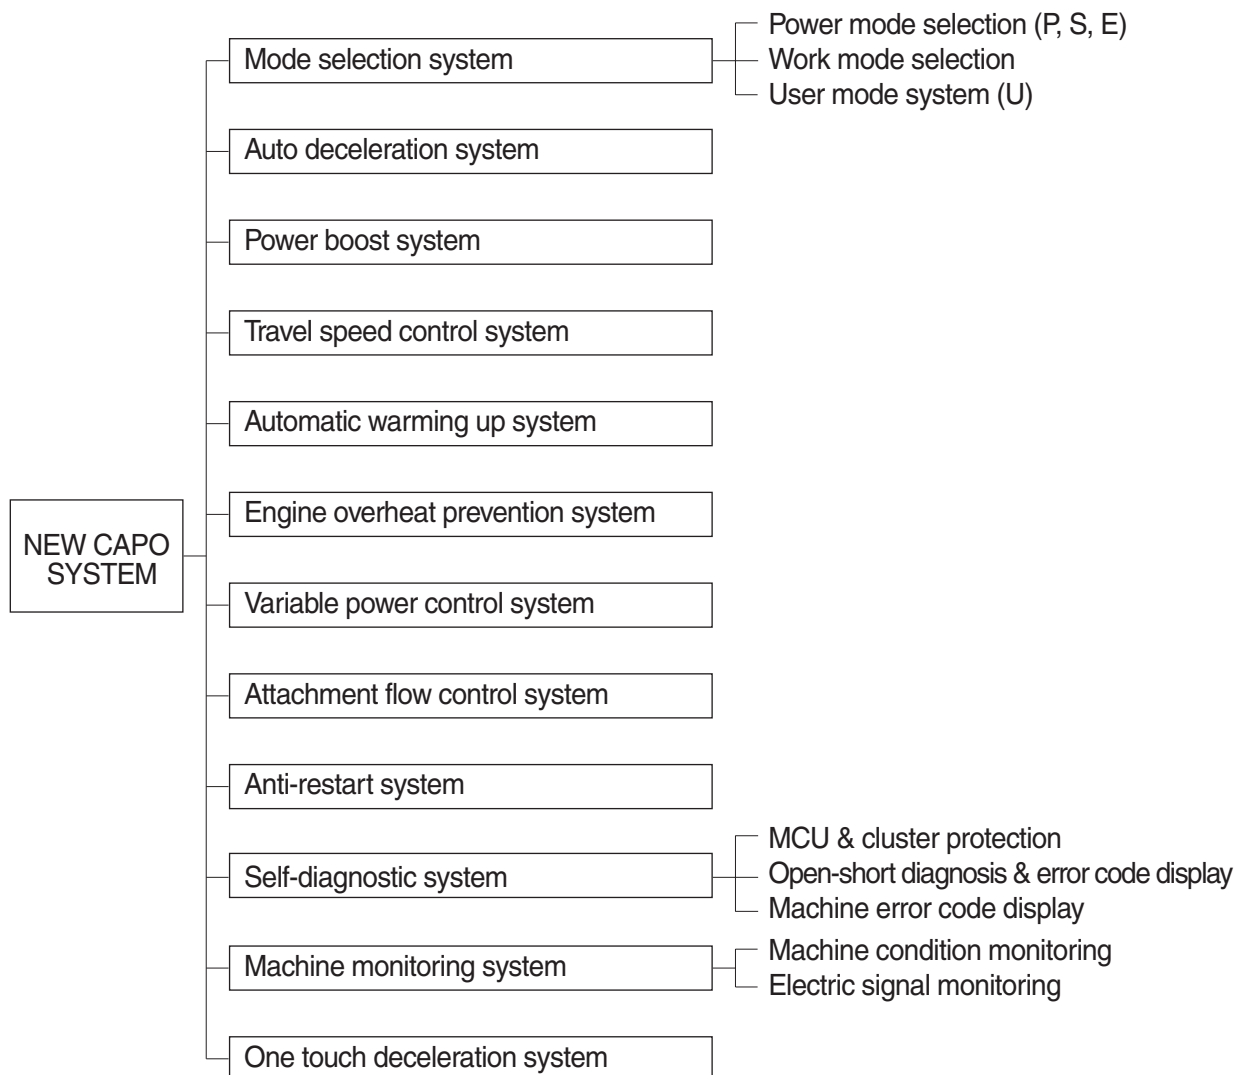 Mode selection system
Power mode selection (P, S, E)
Work mode selection
User mode system (U)
Auto deceleration system
Power boost system
Travel speed control system
Automatic warming up system
Engine overheat prevention system
NEW CAPO
SYSTEM
Variable power control system
Attachment flow control system
Anti-restart system
Self-diagnostic system
MCU & cluster protection
Open-short diagnosis & error code display
Machine error code display
Machine monitoring system
Machine condition monitoring
Electric signal monitoring
One touch deceleration system